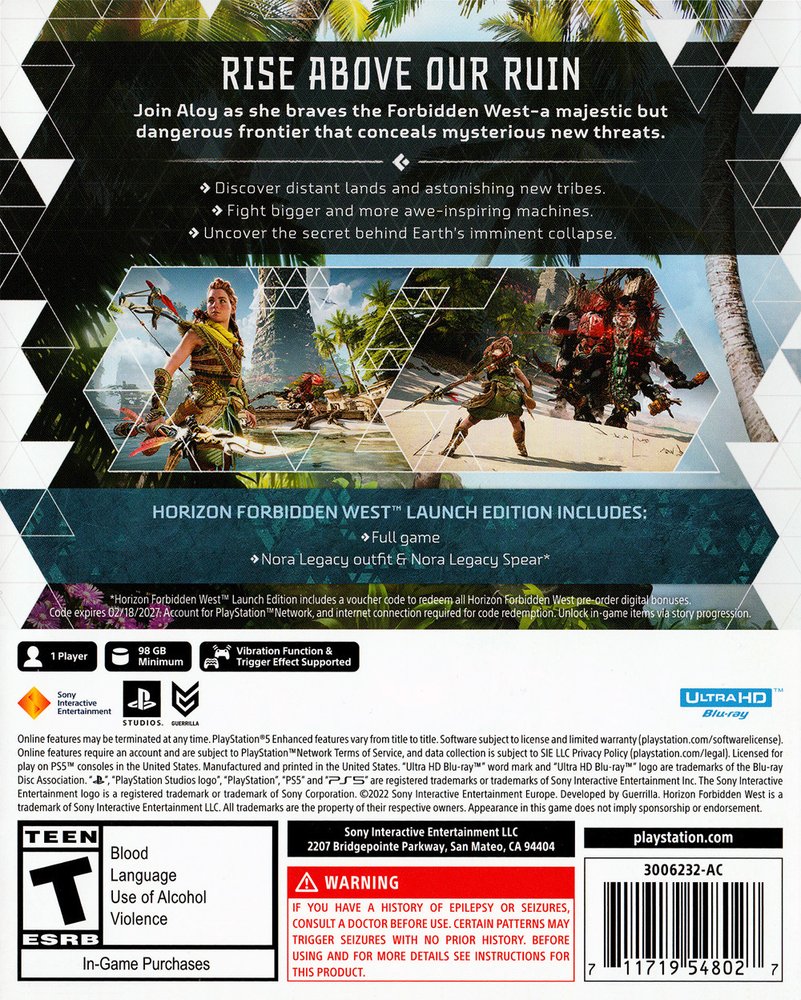 RISE ABOVE OUR RUIN
Join Aloy as she braves the Forbidden West–a majestic but
dangerous frontier that conceals mysterious new threats.
Discover distant lands and astonishing new tribes.
Fight bigger and more awe-inspiring machines.
Uncover the secret behind Earth's imminent collapse.
HORIZON FORBIDDEN WEST™ LAUNCH EDITION INCLUDES:
Full game
Nora Legacy outfit & Nora Legacy Spear*
*Horizon Forbidden West™ Launch Edition includes a voucher code to redeem all Horizon Forbidden West pre-order digital bonuses.
Code expires 02/18/2027. Account for PlayStation™Network, and internet connection required for code redemption. Unlock in-game items via story progression.
1 Player
98 GB
Minimum
Vibration Function &
Trigger Effect Supported
Sony
Interactive
Entertainment
STUDIOS.
GUERRILLA
ULTRA HD™
Blu-ray
Online features may be terminated at any time. PlayStation®5 Enhanced features vary from title to title. Software subject to license and limited warranty (playstation.com/softwarelicense).
Online features require an account and are subject to PlayStation™Network Terms of Service, and data collection is subject to SIE LLC Privacy Policy (playstation.com/legal). Licensed for
play on PS5™ consoles in the United States. Manufactured and printed in the United States. "Ultra HD Blu-ray™" word mark and "Ultra HD Blu-ray™" logo are trademarks of the Blu-ray
Disc Association. "PS", "PlayStation Studios logo", "PlayStation", "PS5" and "PS5" are registered trademarks or trademarks of Sony Interactive Entertainment Inc. The Sony Interactive
Entertainment logo is a registered trademark or trademark of Sony Corporation. ©2022 Sony Interactive Entertainment Europe. Developed by Guerrilla. Horizon Forbidden West is a
trademark of Sony Interactive Entertainment LLC. All trademarks are the property of their respective owners. Appearance in this game does not imply sponsorship or endorsement.
TEEN
T
ESRB
Blood
Language
Use of Alcohol
Violence
In-Game Purchases
Sony Interactive Entertainment LLC
2207 Bridgepointe Parkway, San Mateo, CA 94404
WARNING
IF YOU HAVE A HISTORY OF EPILEPSY OR SEIZURES,
CONSULT A DOCTOR BEFORE USE. CERTAIN PATTERNS MAY
TRIGGER SEIZURES WITH NO PRIOR HISTORY. BEFORE
USING AND FOR MORE DETAILS SEE INSTRUCTIONS FOR
THIS PRODUCT.
playstation.com
3006232-AC
7 11719 54802 7